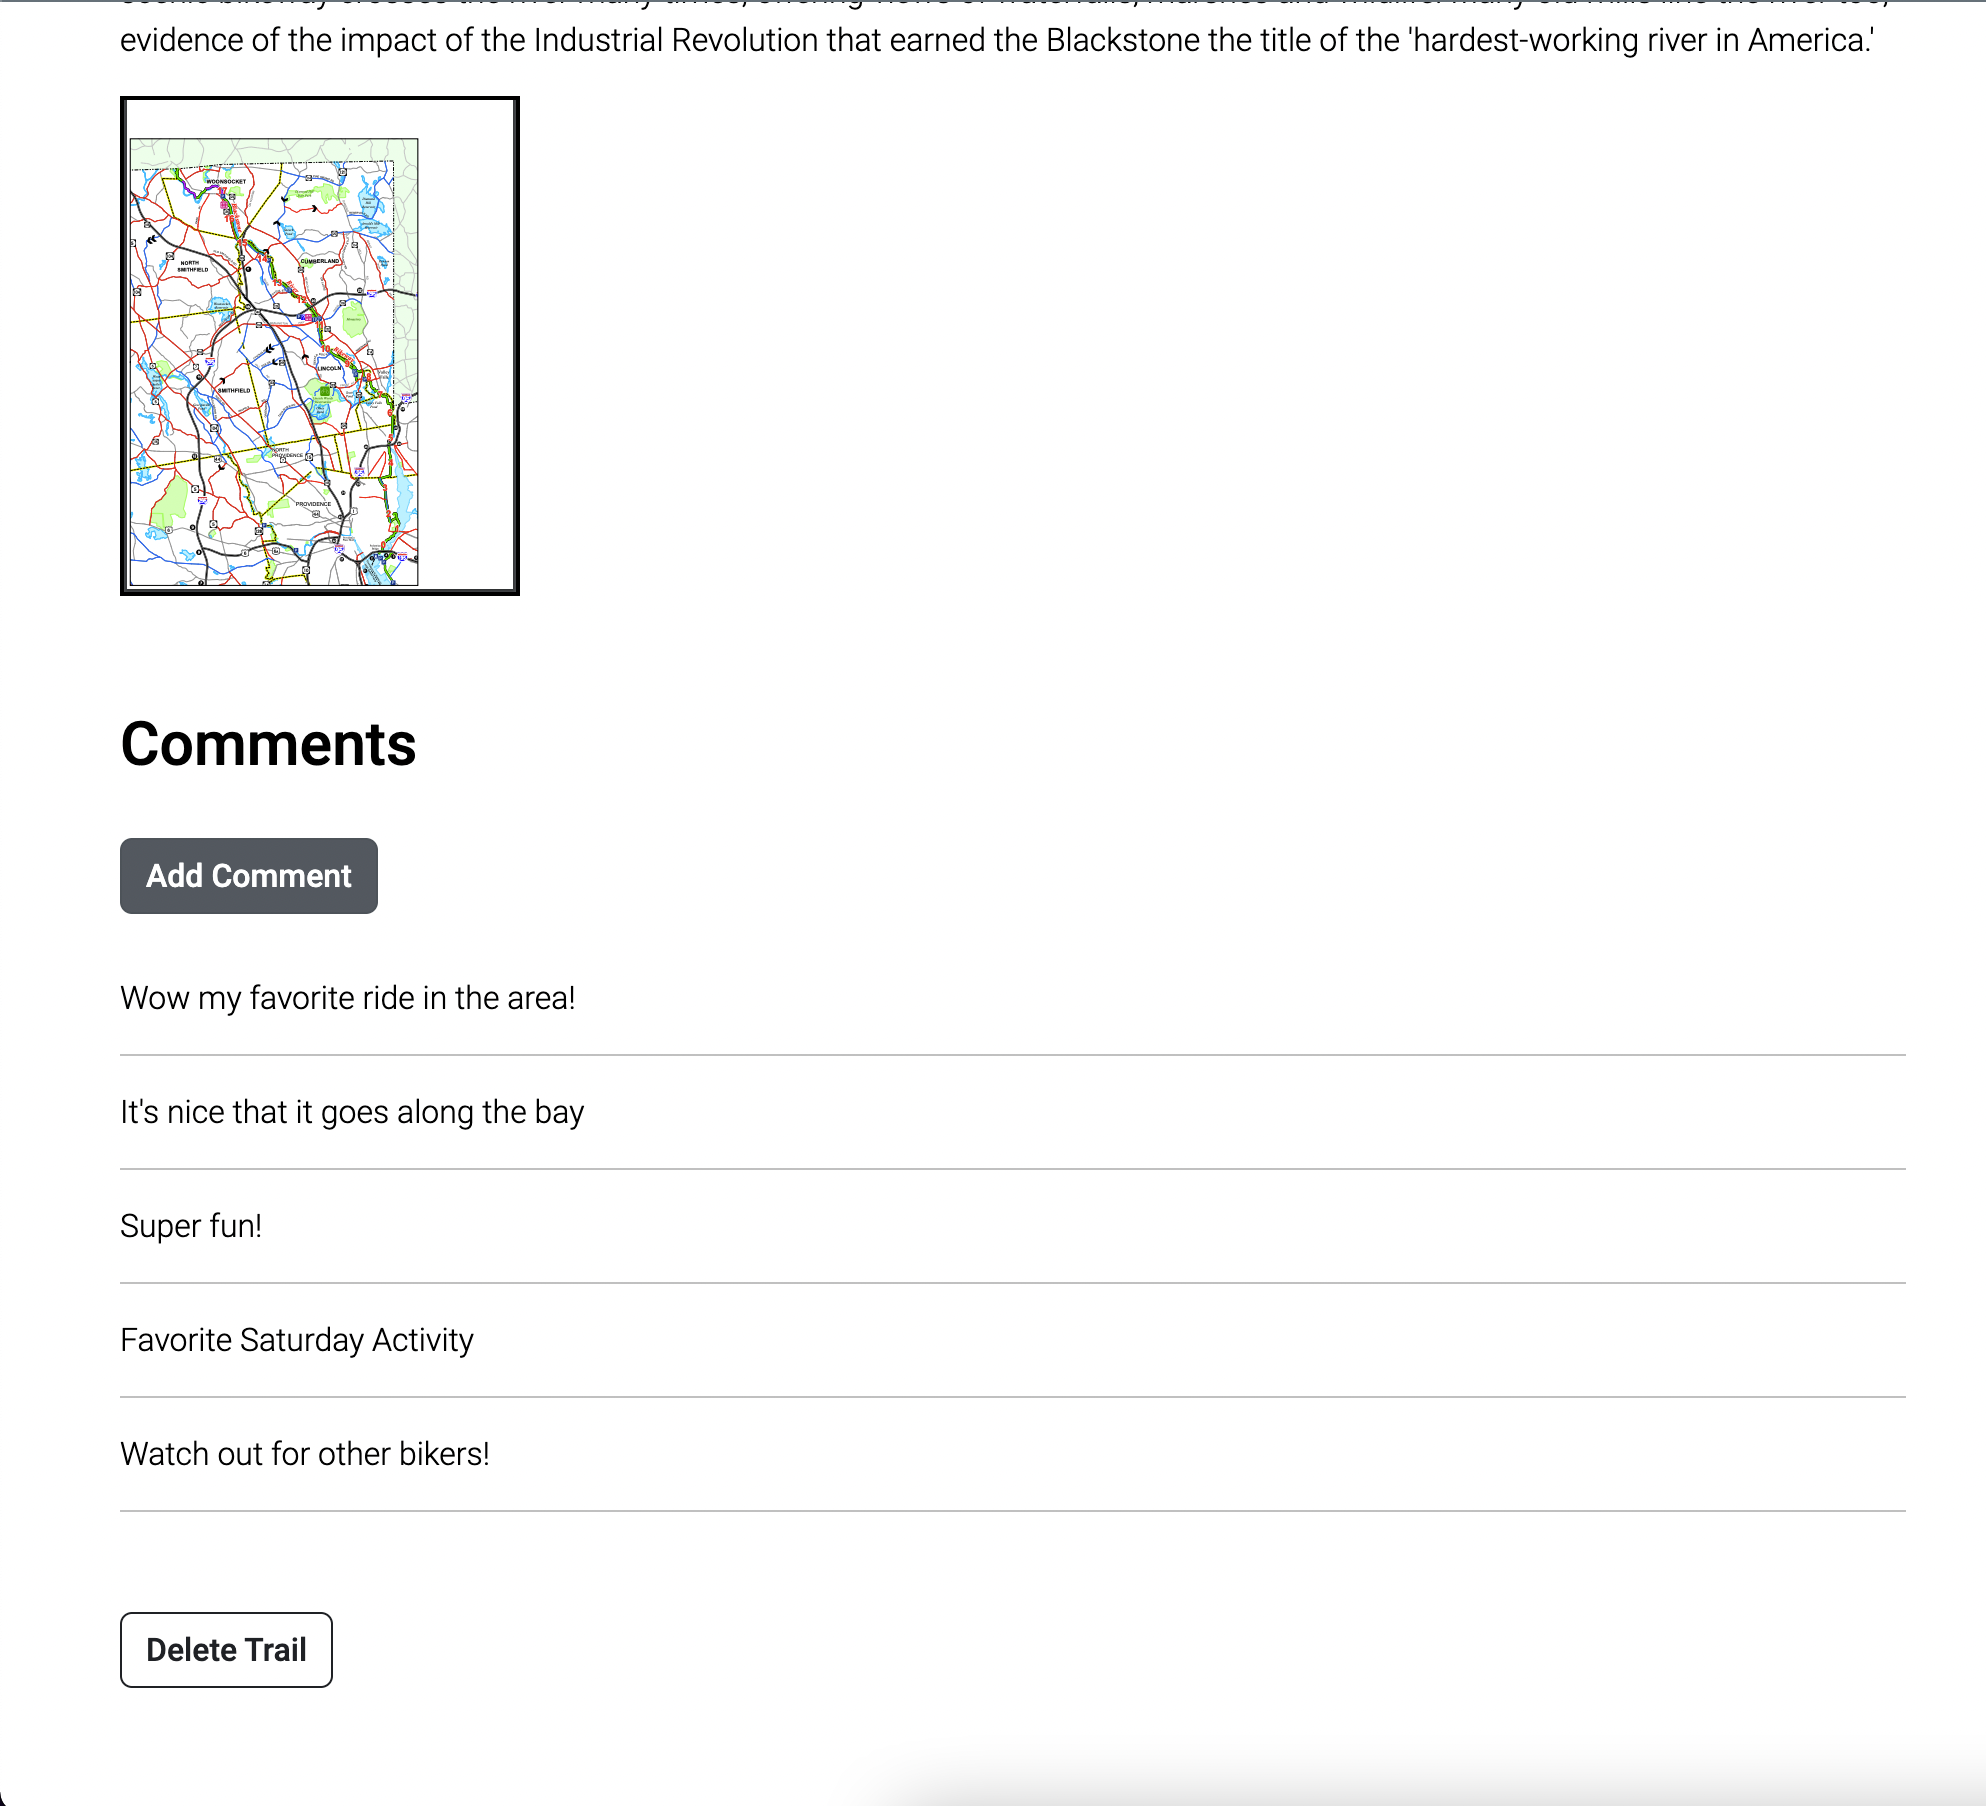 evidence of the impact of the Industrial Revolution that earned the Blackstone the title of the 'hardest-working river in America.'
WOONSOCKET
NORTH
SMITHFIELD
CUMBERLAND
LINCOLN
SMITHFIELD
NORTH
PROVIDENCE
PROVIDENCE
Comments
Add Comment
Wow my favorite ride in the area!
It's nice that it goes along the bay
Super fun!
Favorite Saturday Activity
Watch out for other bikers!
Delete Trail